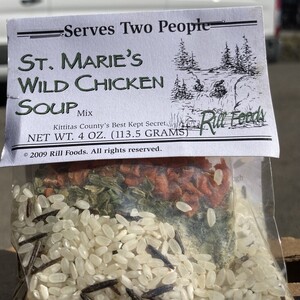 Serves Two People
St. Marie's
Wild Chicken
Soup Mix
Kittitas County's Best Kept Secret....
Rill Foods
NET WT. 4 OZ. (113.5 GRAMS)
© 2009 Rill Foods. All rights reserved.